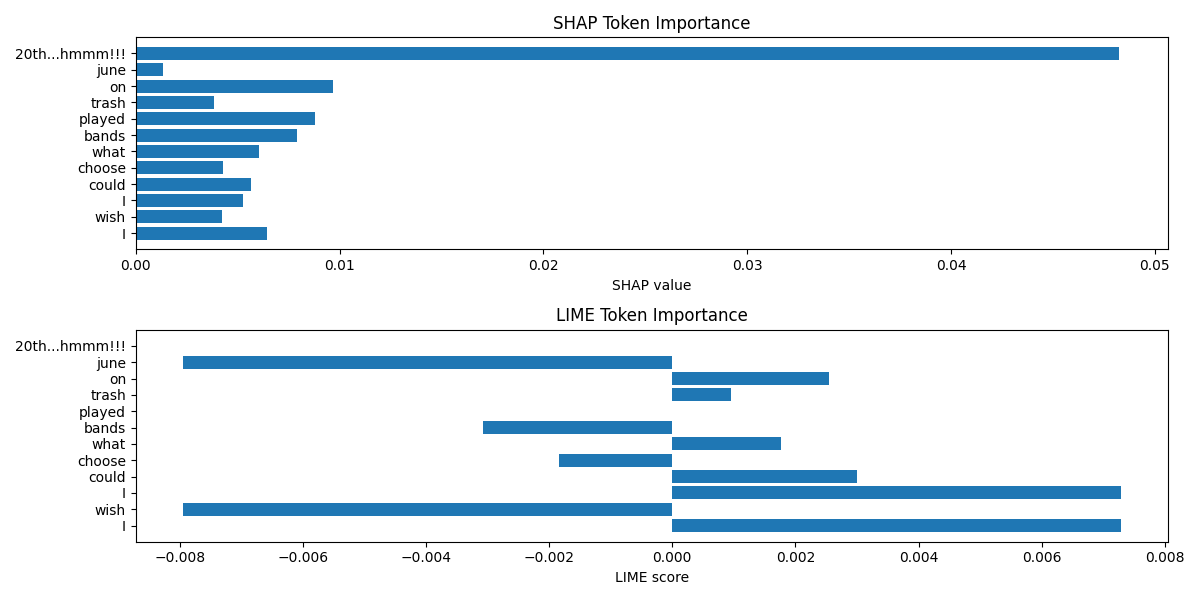 SHAP Token Importance
20th...hmmm!!!
june
on
trash
played
bands
what
choose
could
I
wish
I
0.00 0.01 0.02 0.03 0.04 0.05
SHAP value
LIME Token Importance
20th...hmmm!!!
june
on
trash
played
bands
what
choose
could
I
wish
I
−0.008 −0.006 −0.004 −0.002 0.000 0.002 0.004 0.006 0.008
LIME score